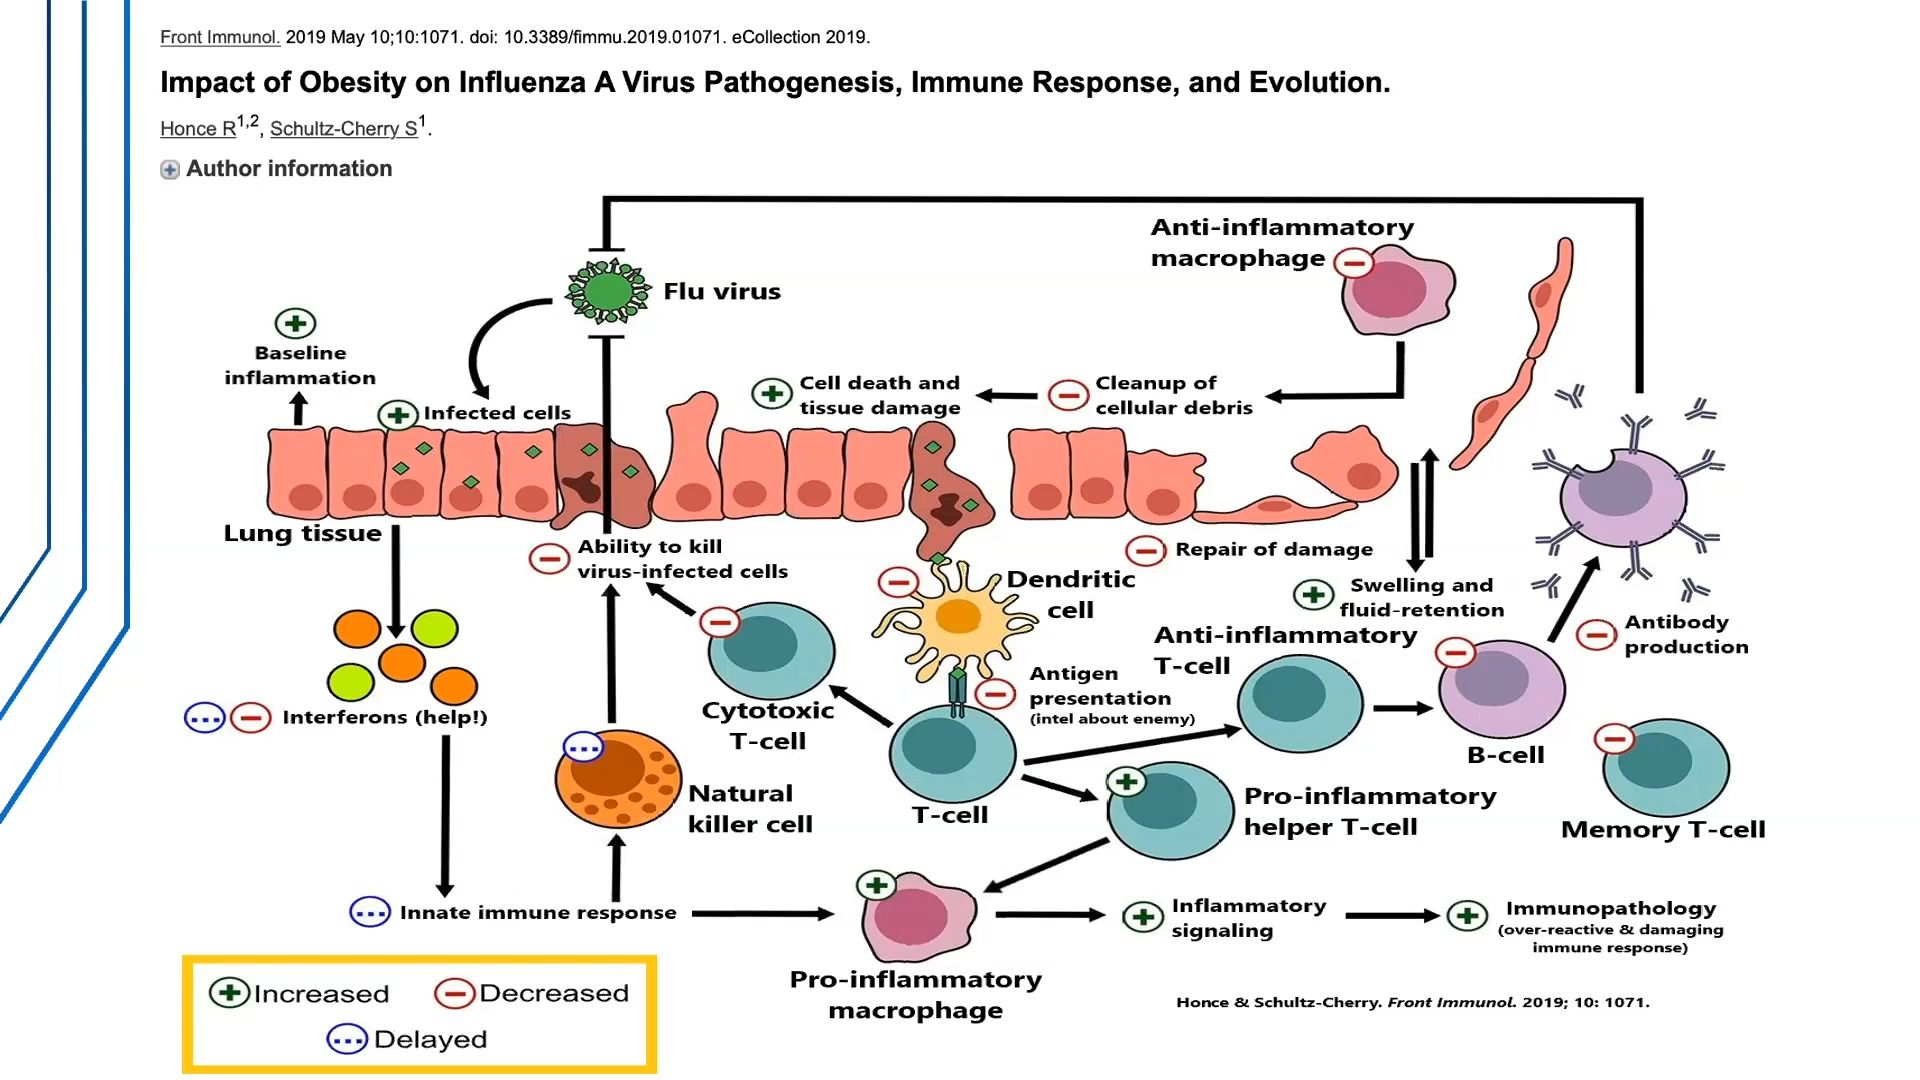 Front Immunol. 2019 May 10;10:1071. doi: 10.3389/fimmu.2019.01071. eCollection 2019.
Impact of Obesity on Influenza A Virus Pathogenesis, Immune Response, and Evolution.
Honce R1,2, Schultz-Cherry S1.
Author information
Anti-inflammatory
macrophage
Flu virus
Baseline
inflammation
Infected cells
Cell death and
tissue damage
Cleanup of
cellular debris
Lung tissue
Ability to kill
virus-infected cells
Dendritic
cell
Repair of damage
Swelling and
fluid-retention
Antibody
production
Anti-inflammatory
T-cell
Antigen
presentation
(intel about enemy)
Interferons (help!)
Cytotoxic
T-cell
B-cell
Natural
killer cell
T-cell
Pro-inflammatory
helper T-cell
Memory T-cell
Innate immune response
Pro-inflammatory
macrophage
Inflammatory
signaling
Immunopathology
(over-reactive & damaging
immune response)
Increased
Decreased
Delayed
Honce & Schultz-Cherry. Front Immunol. 2019; 10: 1071.